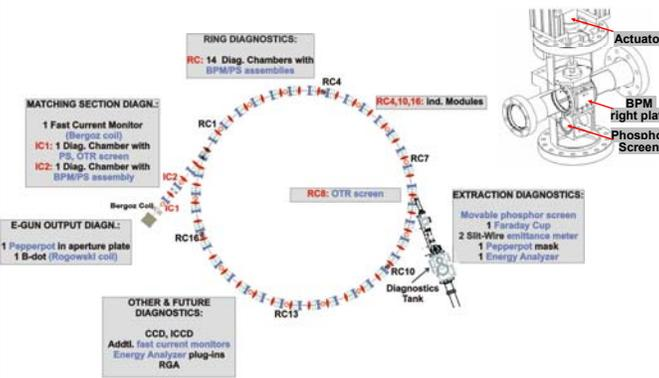 RING DIAGNOSTICS:
RC: 14 Diag. Chambers with
BPM/PS assemblies
Actuato
BPM
right plat
Phospho
Screen
MATCHING SECTION DIAGN.:
1 Fast Current Monitor
(Bergoz coil)
IC1: 1 Diag. Chamber with
PS, OTR screen
IC2: 1 Diag. Chamber with
BPM/PS assembly
RC4
RC4,10,16: ind. Modules
RC1
RC7
IC2
IC1
Bergoz Coil
RC8: OTR screen
EXTRACTION DIAGNOSTICS:
Movable phosphor screen
1 Faraday Cup
2 Slit-Wire emittance meter
1 Pepperpot mask
1 Energy Analyzer
E-GUN OUTPUT DIAGN.:
1 Pepperpot in aperture plate
1 B-dot (Rogowski coil)
RC16
RC10
Diagnostics
Tank
RC13
OTHER & FUTURE
DIAGNOSTICS:
CCD, ICCD
Addtl. fast current monitors
Energy Analyzer plug-ins
RGA